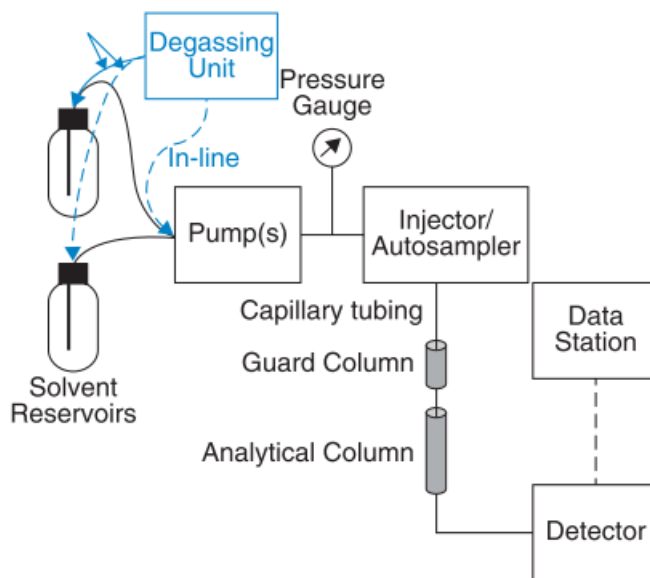 Degassing
Unit
Pressure
Gauge
In-line
Pump(s)
Injector/
Autosampler
Capillary tubing
Data
Station
Guard Column
Solvent
Reservoirs
Analytical Column
Detector